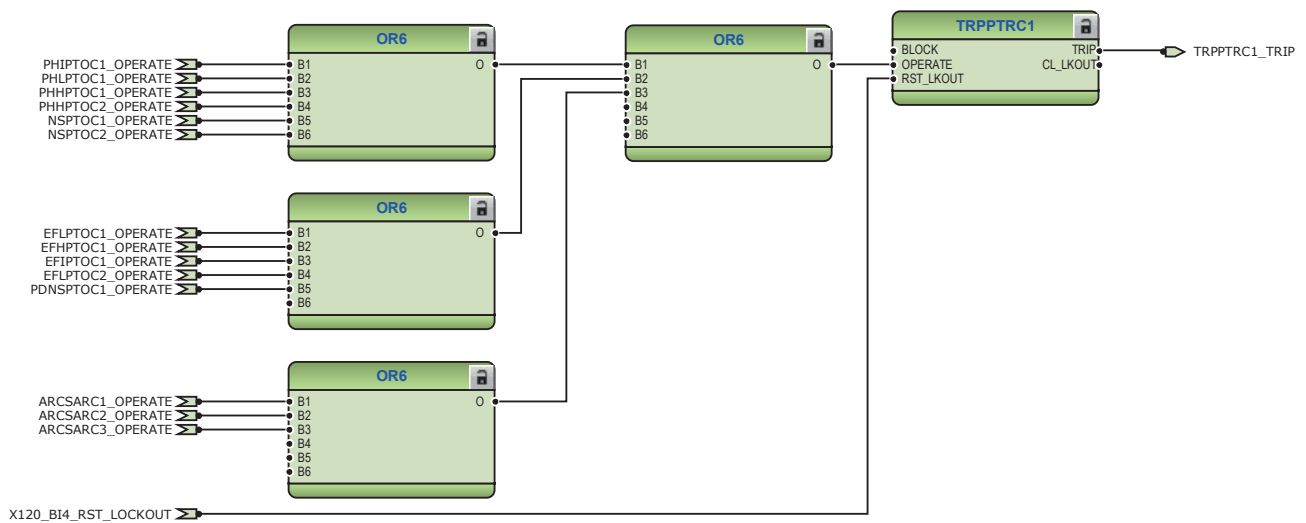 OR6
PHIPTOC1_OPERATE B1 O
PHLPTOC1_OPERATE B2
PHHPTOC1_OPERATE B3
PHHPTOC2_OPERATE B4
NSPTOC1_OPERATE B5
NSPTOC2_OPERATE B6
OR6
B1 O
B2
B3
B4
B5
B6
TRPPTRC1
BLOCK TRIP
OPERATE CL_LKOUT
RST_LKOUT
TRPPTRC1_TRIP
OR6
EFLPTOC1_OPERATE B1 O
EFHPTOC1_OPERATE B2
EFIPTOC1_OPERATE B3
EFLPTOC2_OPERATE B4
PDNSPTOC1_OPERATE B5
B6
OR6
ARCSARC1_OPERATE B1 O
ARCSARC2_OPERATE B2
ARCSARC3_OPERATE B3
B4
B5
B6
X120_BI4_RST_LOCKOUT